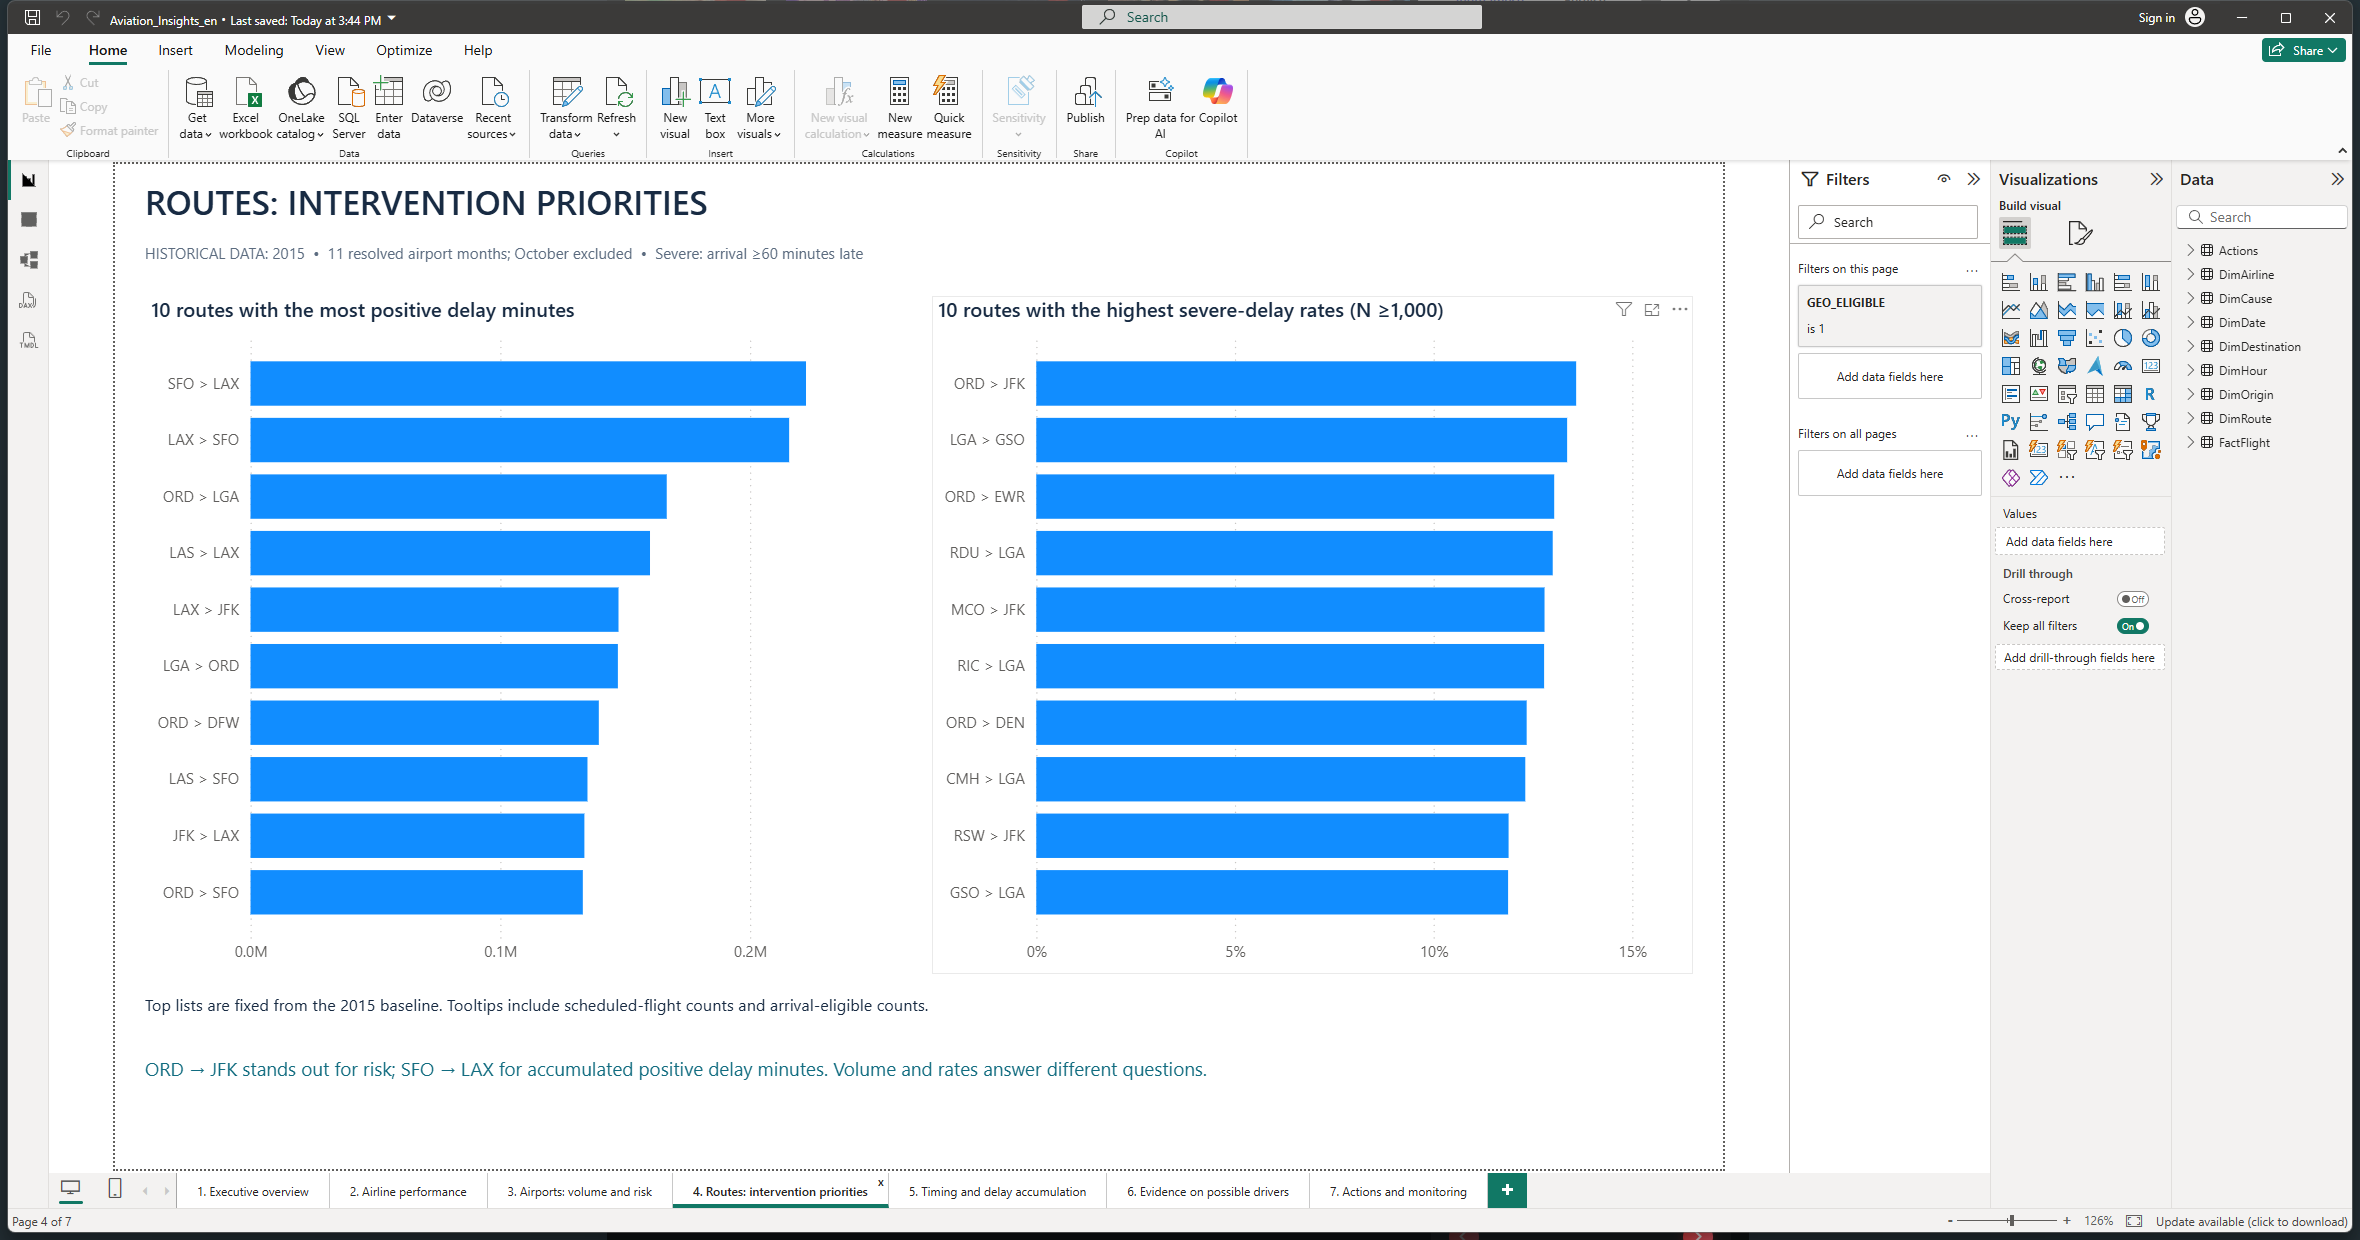 Aviation_Insights_en • Last saved: Today at 3:44 PM
Search
Sign in
File
Home
Insert
Modeling
View
Optimize
Help
Share
Paste
Cut
Copy
Format painter
Clipboard
Get data
Excel workbook
OneLake catalog
SQL Server
Enter data
Dataverse
Recent sources
Data
Transform data
Refresh
Queries
New visual
Text box
More visuals
Insert
New visual calculation
New measure
Quick measure
Calculations
Sensitivity
Sensitivity
Publish
Share
Prep data for AI
Copilot
Copilot
DAX
TMDL
ROUTES: INTERVENTION PRIORITIES
HISTORICAL DATA: 2015 • 11 resolved airport months; October excluded • Severe: arrival ≥60 minutes late
10 routes with the most positive delay minutes
SFO > LAX
LAX > SFO
ORD > LGA
LAS > LAX
LAX > JFK
LGA > ORD
ORD > DFW
LAS > SFO
JFK > LAX
ORD > SFO
0.0M
0.1M
0.2M
10 routes with the highest severe-delay rates (N ≥1,000)
ORD > JFK
LGA > GSO
ORD > EWR
RDU > LGA
MCO > JFK
RIC > LGA
ORD > DEN
CMH > LGA
RSW > JFK
GSO > LGA
0%
5%
10%
15%
Top lists are fixed from the 2015 baseline. Tooltips include scheduled-flight counts and arrival-eligible counts.
ORD → JFK stands out for risk; SFO → LAX for accumulated positive delay minutes. Volume and rates answer different questions.
Filters
Search
Filters on this page
GEO_ELIGIBLE
is 1
Add data fields here
Filters on all pages
Add data fields here
Visualizations
Build visual
123
R
Py
123
Values
Add data fields here
Drill through
Cross-report
Off
Keep all filters
On
Add drill-through fields here
Data
Search
Actions
DimAirline
DimCause
DimDate
DimDestination
DimHour
DimOrigin
DimRoute
FactFlight
1. Executive overview
2. Airline performance
3. Airports: volume and risk
4. Routes: intervention priorities
x
5. Timing and delay accumulation
6. Evidence on possible drivers
7. Actions and monitoring
+
Page 4 of 7
- + 126%
Update available (click to download)